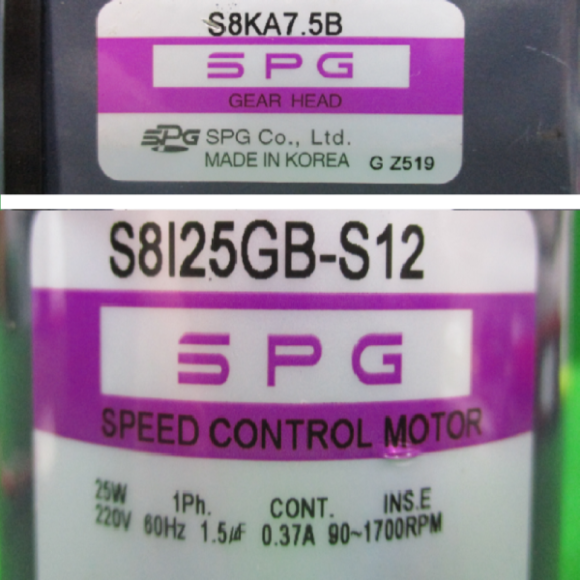 S8KA7.5B
SPG
GEAR HEAD
SPG SPG Co., Ltd.
MADE IN KOREA G Z519
S8I25GB-S12
SPG
SPEED CONTROL MOTOR
25W 1Ph. CONT. INS.E
220V 60Hz 1.5μF 0.37A 90~1700RPM